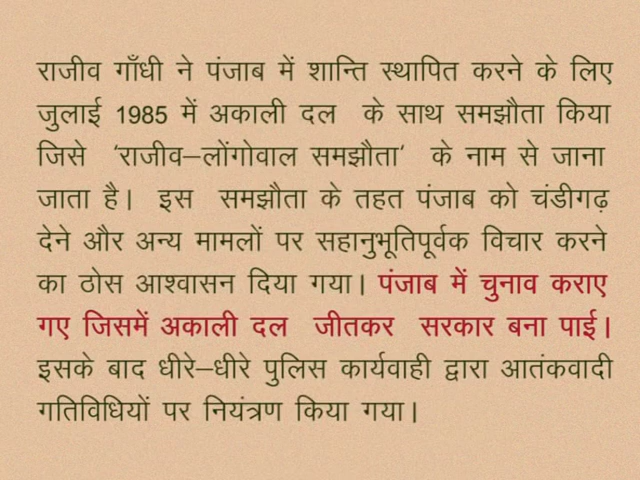 राजीव गाँधी ने पंजाब में शान्ति स्थापित करने के लिए
जुलाई 1985 में अकाली दल के साथ समझौता किया
जिसे ‘राजीव–लोंगोवाल समझौता’ के नाम से जाना
जाता है। इस समझौता के तहत पंजाब को चंडीगढ़
देने और अन्य मामलों पर सहानुभूतिपूर्वक विचार करने
का ठोस आश्वासन दिया गया। पंजाब में चुनाव कराए
गए जिसमें अकाली दल जीतकर सरकार बना पाई।
इसके बाद धीरे–धीरे पुलिस कार्यवाही द्वारा आतंकवादी
गतिविधियों पर नियंत्रण किया गया।